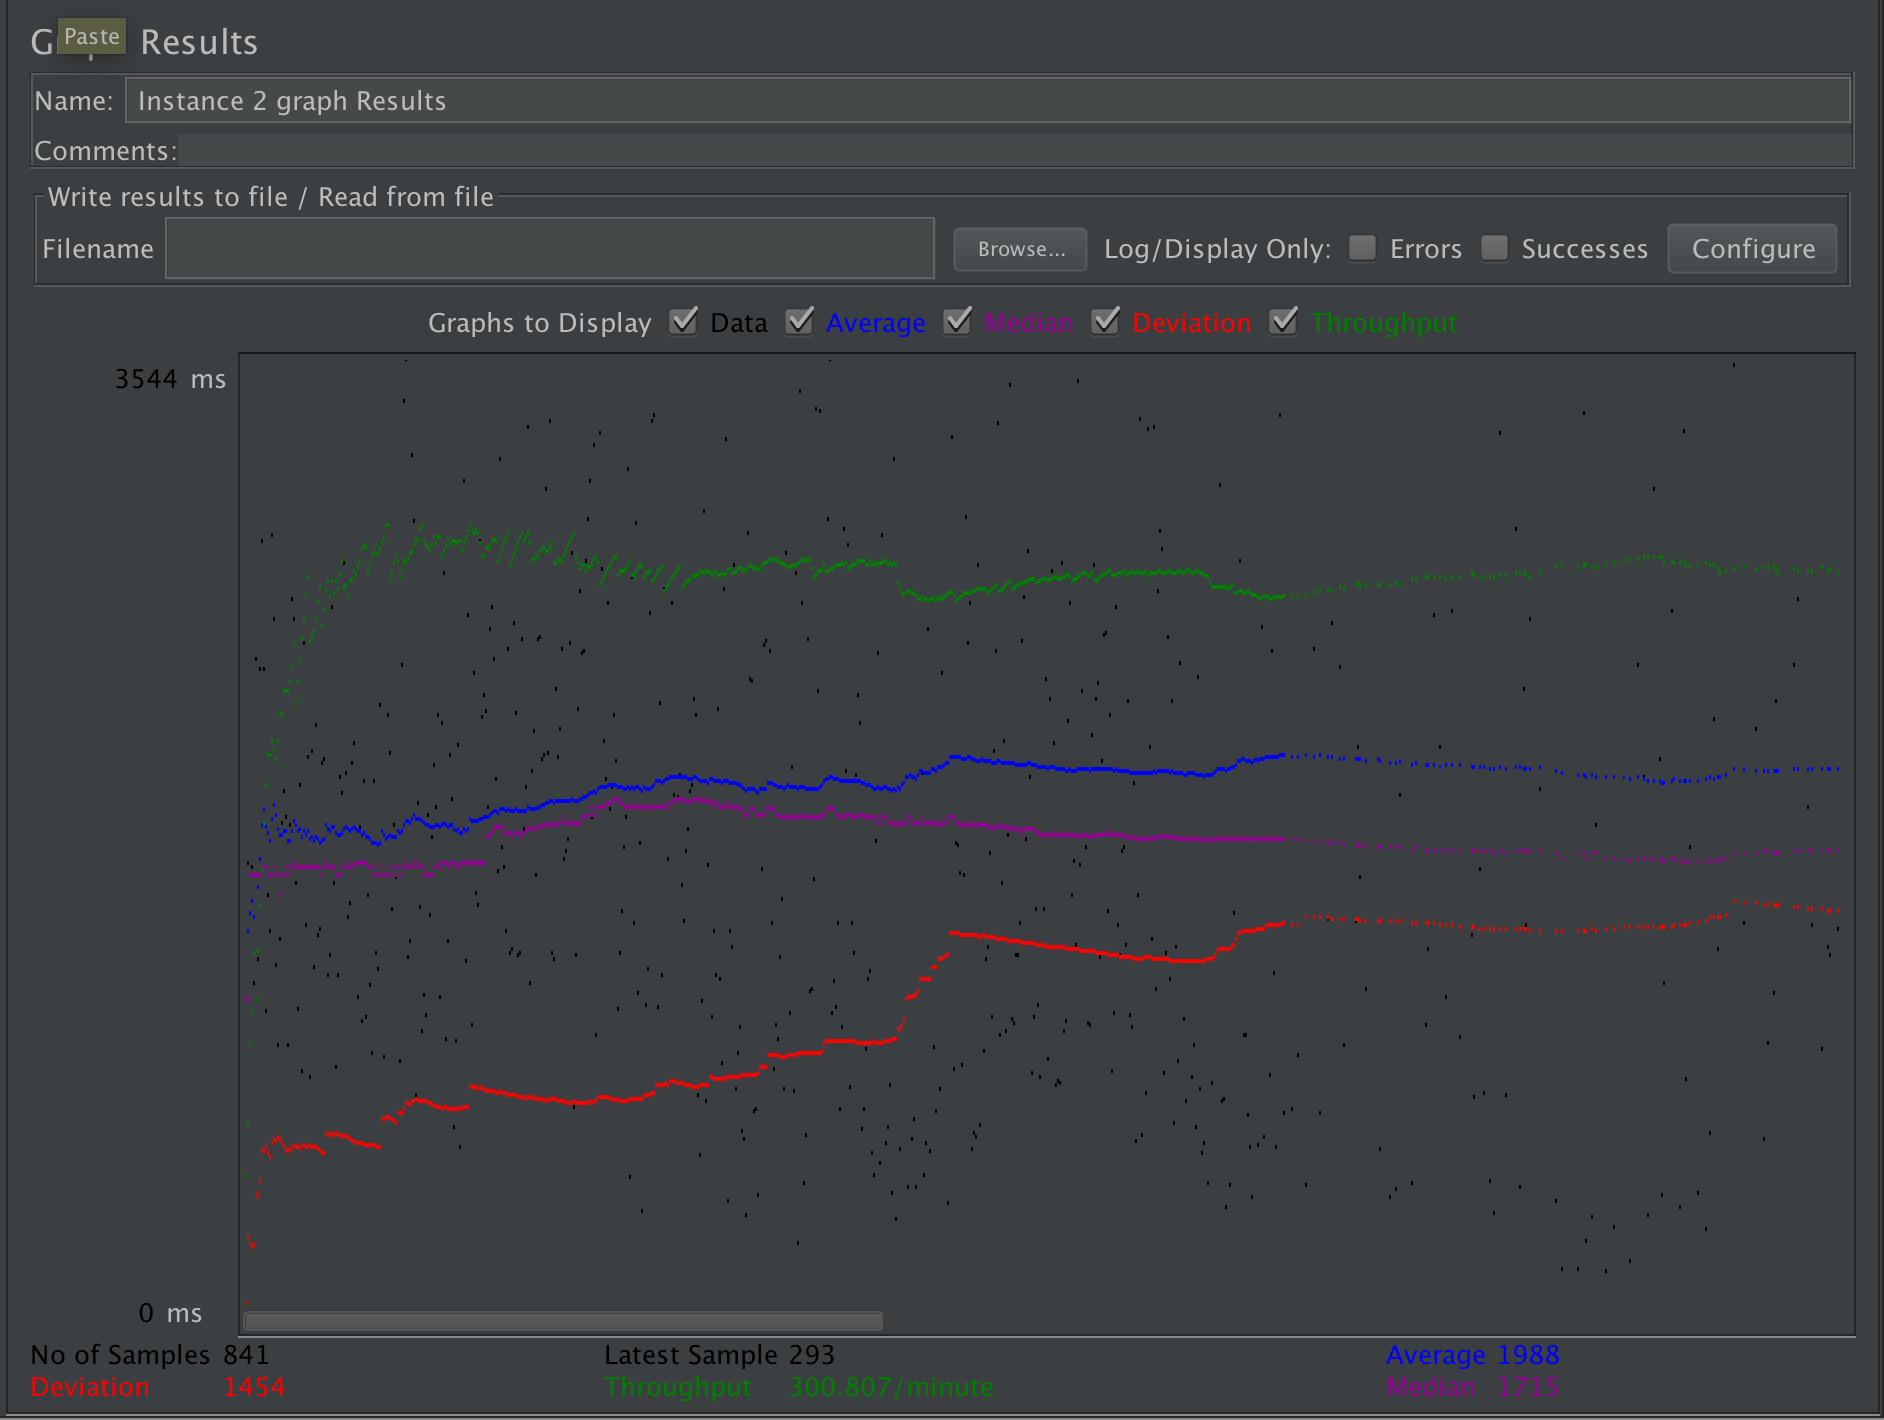 Paste
Results
Name: Instance 2 graph Results
Comments:
Write results to file / Read from file
Filename Browse... Log/Display Only: Errors Successes Configure
Graphs to Display Data Average Median Deviation Throughput
3544 ms
0 ms
No of Samples 841 Latest Sample 293 Average 1988
Deviation 1454 Throughput 300.807/minute Median 1715